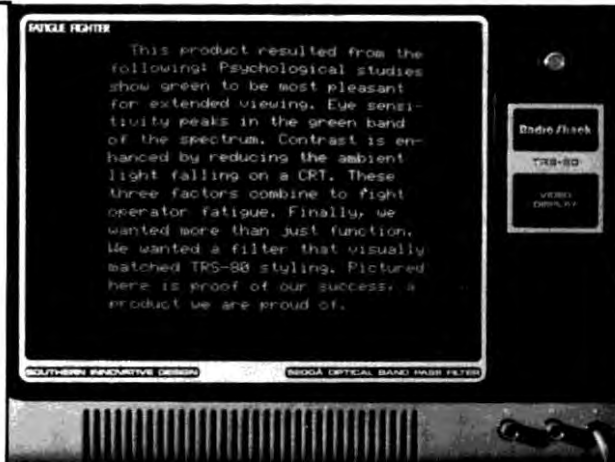 FATIGUE FIGHTER
This product resulted from the
following: Psychological studies
show green to be most pleasant
for extended viewing. Eye sensi-
tivity peaks in the green band
of the spectrum. Contrast is en-
hanced by reducing the ambient
light falling on a CRT. These
three factors combine to fight
operator fatigue. Finally, we
wanted more than just function.
We wanted a filter that visually
matched TRS-80 styling. Pictured
here is proof of our success, a
product we are proud of.
SOUTHERN INNOVATIVE DESIGN
5200Å OPTICAL BAND PASS FILTER
Radio Shack
TRS-80
VIDEO
DISPLAY